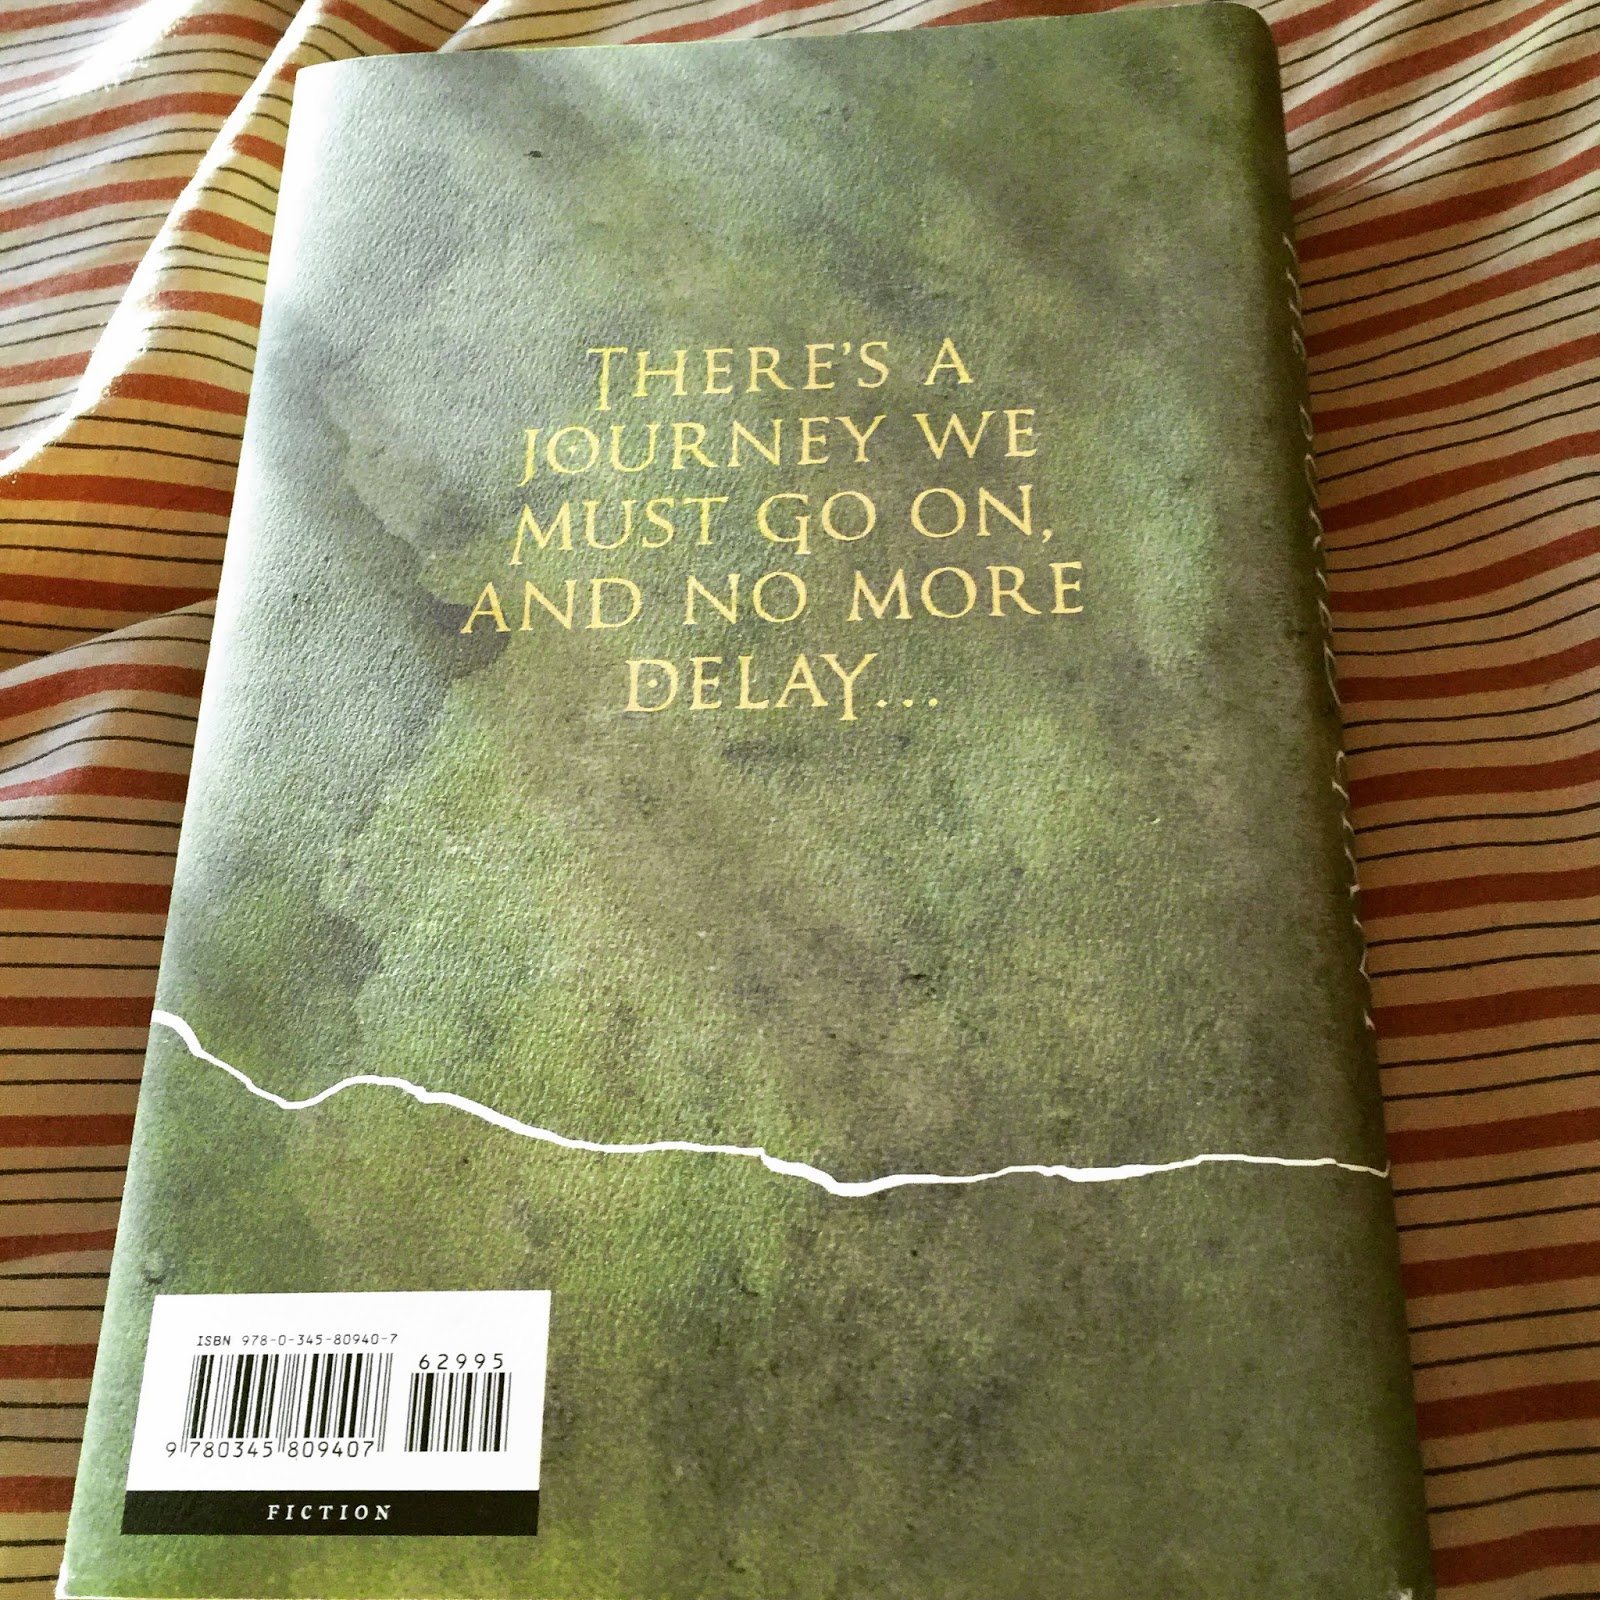 THERE'S A
JOURNEY WE
MUST GO ON,
AND NO MORE
DELAY...
ISBN 978-0-345-80940-7
62995
9 780345 809407
FICTION